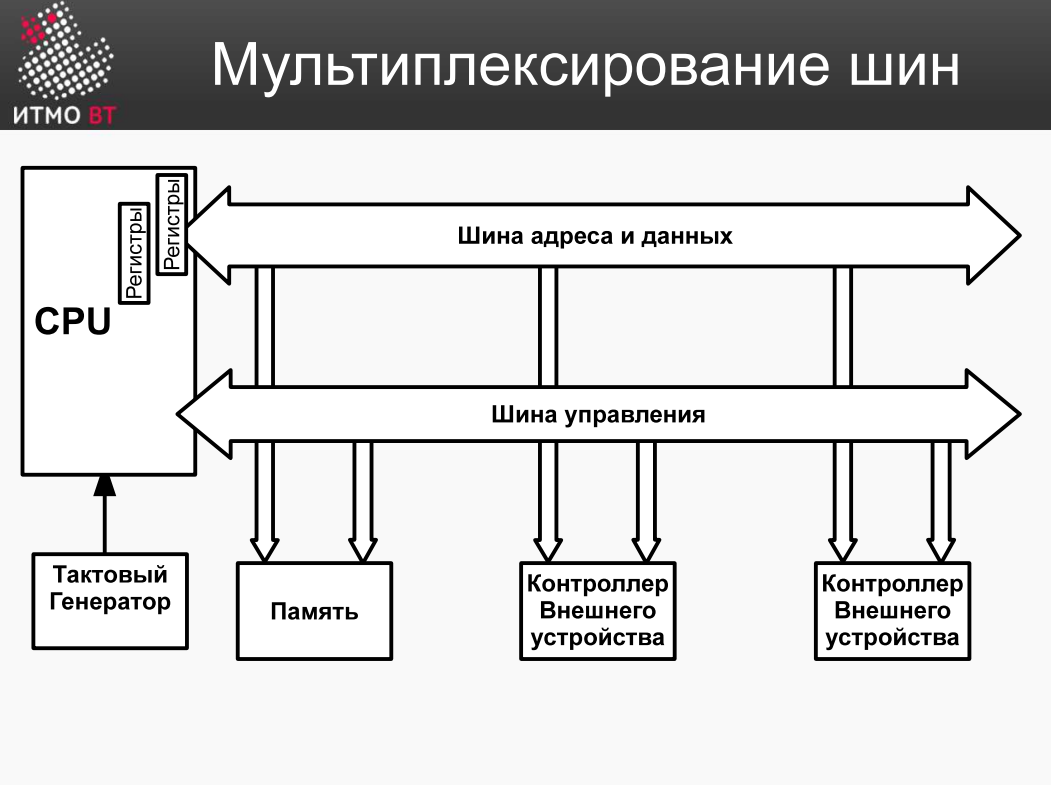 Мультиплексирование шин
ИТМО ВТ
Регистры
Регистры
Шина адреса и данных
CPU
Шина управления
Тактовый
Генератор
Память
Контроллер
Внешнего
устройства
Контроллер
Внешнего
устройства